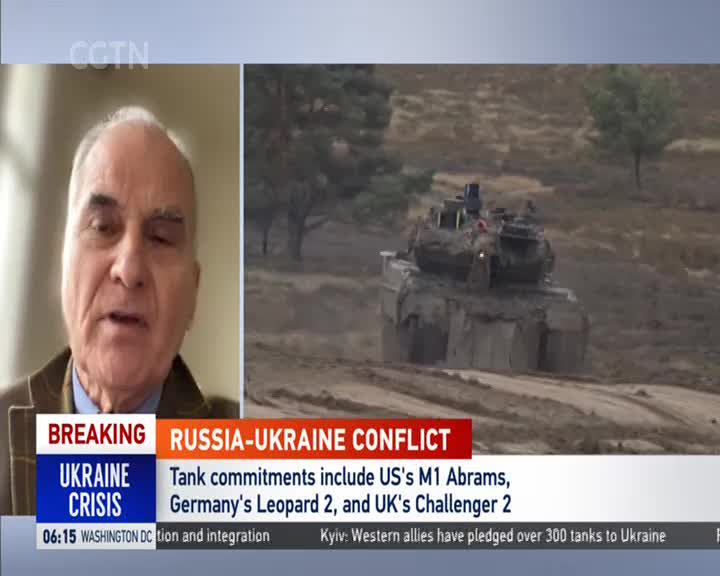 CGTN
BREAKING
RUSSIA-UKRAINE CONFLICT
UKRAINE
CRISIS
Tank commitments include US's M1 Abrams,
Germany's Leopard 2, and UK's Challenger 2
06:15 WASHINGTON DC
tion and integration
Kyiv: Western allies have pledged over 300 tanks to Ukraine